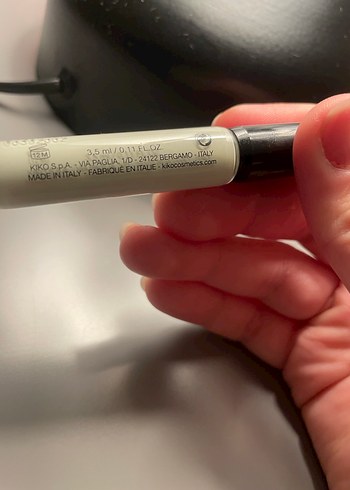 12M
3,5 ml / 0.11 FL.OZ.
KIKO S.p.A. - VIA PAGLIA, 1/D - 24122 BERGAMO - ITALY
MADE IN ITALY - FABRIQUÉ EN ITALIE - kikocosmetics.com